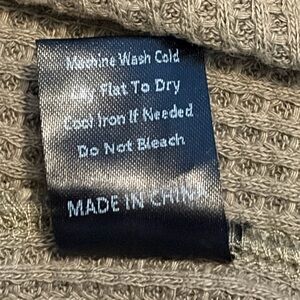 Machine Wash Cold
Lay Flat To Dry
Cool Iron If Needed
Do Not Bleach
MADE IN CHINA